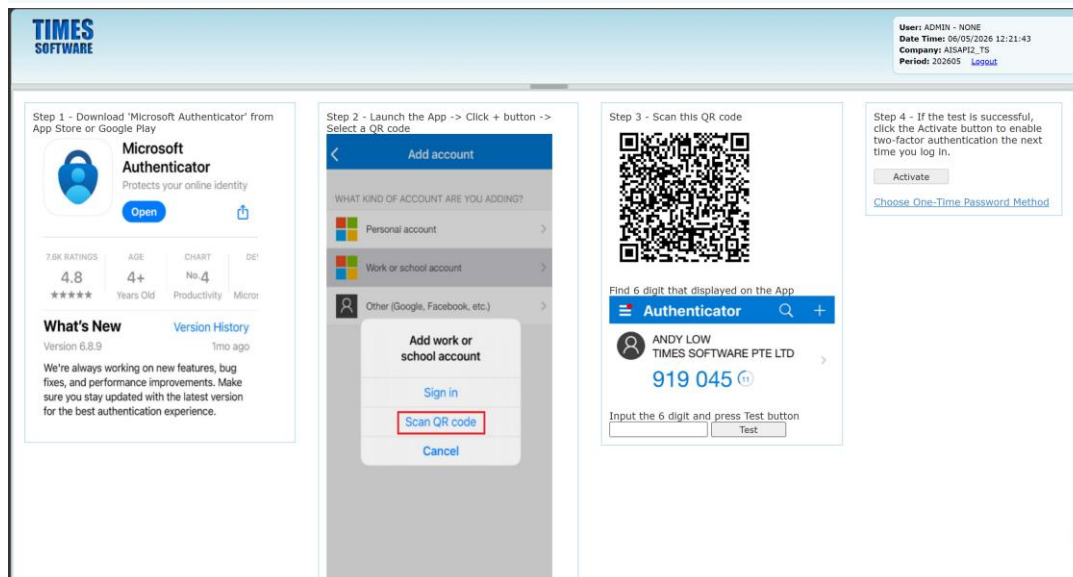 TIMES
SOFTWARE
User: ADMIN - NONE
Date Time: 06/05/2026 12:21:43
Company: AISAPI2_TS
Period: 202605 Logout
Step 1 - Download 'Microsoft Authenticator' from
App Store or Google Play
Microsoft
Authenticator
Protects your online identity
Open
7.6K RATINGS AGE CHART DE
4.8 4+ No.4
★★★★★ Years Old Productivity Micro
What's New Version History
Version 6.8.9 1mo ago
We're always working on new features, bug
fixes, and performance improvements. Make
sure you stay updated with the latest version
for the best authentication experience.
Step 2 - Launch the App -> Click + button ->
Select a QR code
Add account
WHAT KIND OF ACCOUNT ARE YOU ADDING?
Personal account
Work or school account
Other (Google, Facebook, etc.)
Add work or
school account
Sign in
Scan QR code
Cancel
Step 3 - Scan this QR code
Find 6 digit that displayed on the App
Authenticator
ANDY LOW
TIMES SOFTWARE PTE LTD
919 045 11
Input the 6 digit and press Test button
Test
Step 4 - If the test is successful,
click the Activate button to enable
two-factor authentication the next
time you log in.
Activate
Choose One-Time Password Method